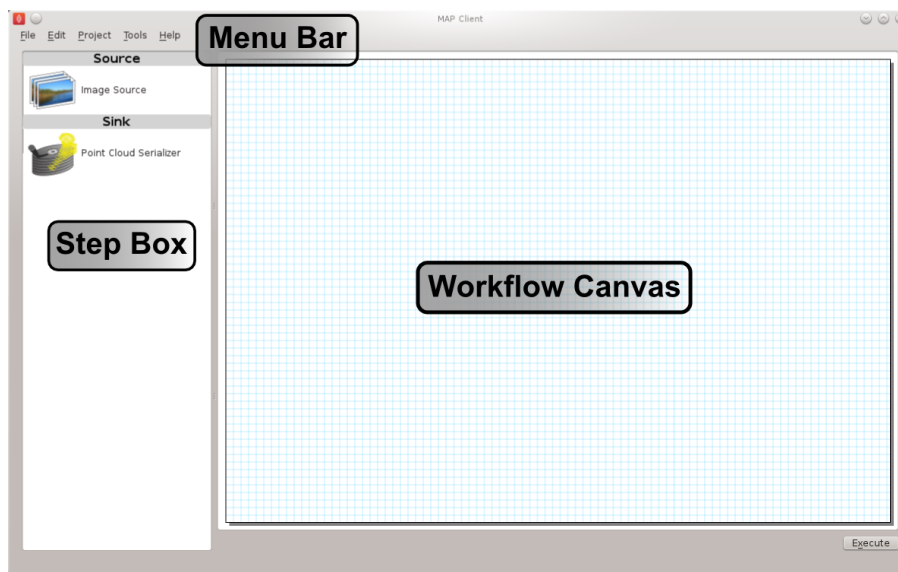 MAP Client
File Edit Project Tools Help
Menu Bar
Source
Image Source
Sink
Point Cloud Serializer
Step Box
Workflow Canvas
Execute